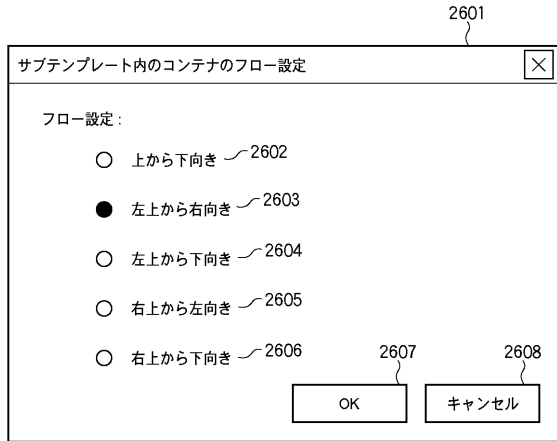 2601
サブテンプレート内のコンテナのフロー設定
フロー設定 :
上から下向き 2602
左上から右向き 2603
左上から下向き 2604
右上から左向き 2605
右上から下向き 2606
2607 2608
OK キャンセル